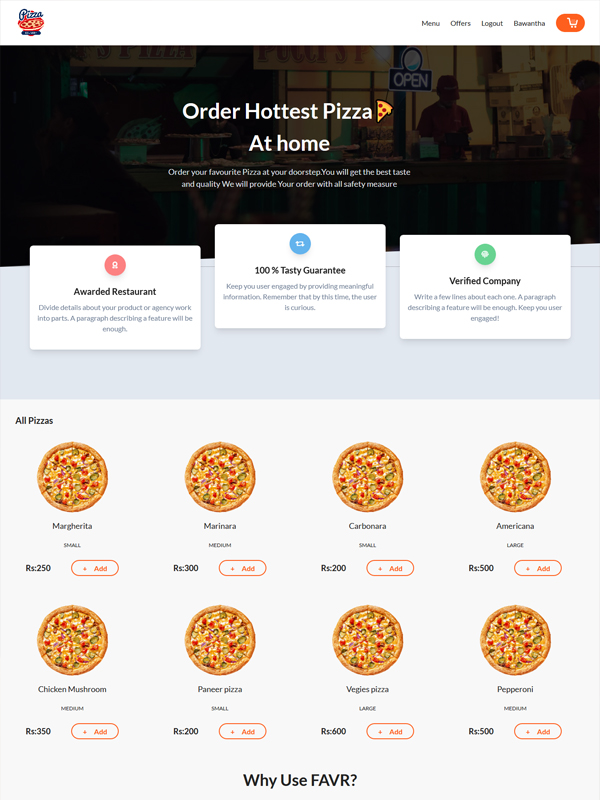 Pizza
Menu Offers Logout Bawantha
OPEN
Order Hottest Pizza
At home
Order your favourite Pizza at your doorstep.You will get the best taste
and quality We will provide Your order with all safety measure
Awarded Restaurant
Divide details about your product or agency work
into parts. A paragraph describing a feature will be
enough.
100 % Tasty Guarantee
Keep you user engaged by providing meaningful
information. Remember that by this time, the user
is curious.
Verified Company
Write a few lines about each one. A paragraph
describing a feature will be enough. Keep you user
engaged!
All Pizzas
Margherita Marinara Carbonara Americana
SMALL MEDIUM SMALL LARGE
Rs:250 + Add Rs:300 + Add Rs:200 + Add Rs:500 + Add
Chicken Mushroom Paneer pizza Vegies pizza Pepperoni
MEDIUM SMALL LARGE MEDIUM
Rs:350 + Add Rs:200 + Add Rs:600 + Add Rs:500 + Add
Why Use FAVR?